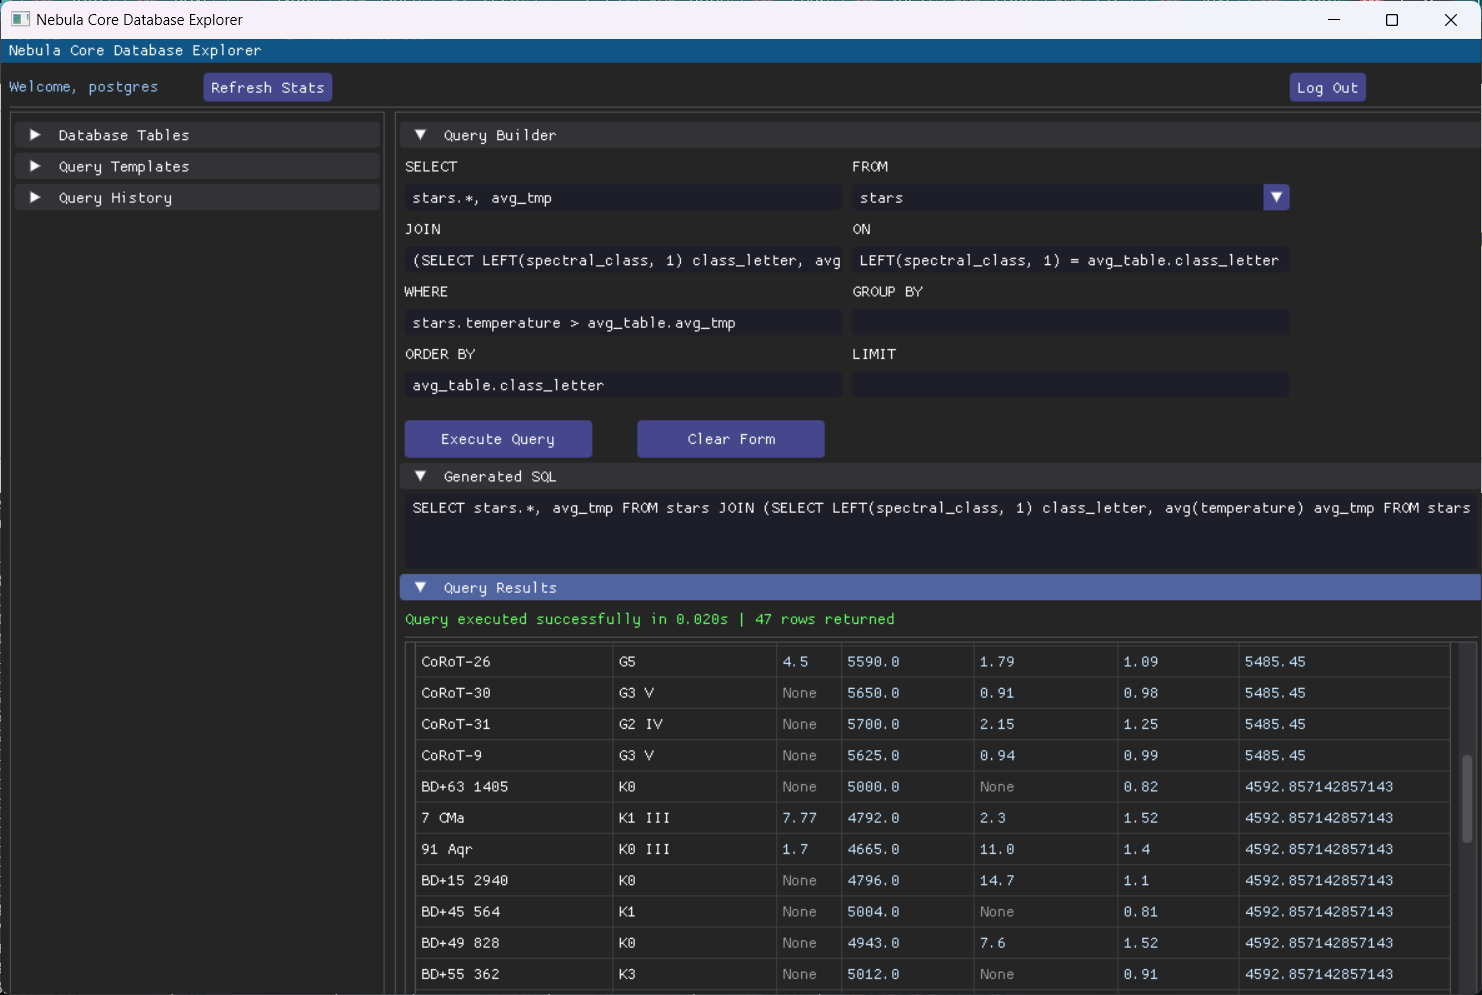 Nebula Core Database Explorer
Nebula Core Database Explorer
Welcome, postgres Refresh Stats Log Out
Database Tables
Query Templates
Query History
Query Builder
SELECT FROM
stars.*, avg_tmp stars
JOIN ON
(SELECT LEFT(spectral_class, 1) class_letter, avg LEFT(spectral_class, 1) = avg_table.class_letter
WHERE GROUP BY
stars.temperature > avg_table.avg_tmp
ORDER BY LIMIT
avg_table.class_letter
Execute Query Clear Form
Generated SQL
SELECT stars.*, avg_tmp FROM stars JOIN (SELECT LEFT(spectral_class, 1) class_letter, avg(temperature) avg_tmp FROM stars
Query Results
Query executed successfully in 0.020s | 47 rows returned
CoRoT-26 G5 4.5 5590.0 1.79 1.09 5485.45
CoRoT-30 G3 V None 5650.0 0.91 0.98 5485.45
CoRoT-31 G2 IV None 5700.0 2.15 1.25 5485.45
CoRoT-9 G3 V None 5625.0 0.94 0.99 5485.45
BD+63 1405 K0 None 5000.0 None 0.82 4592.857142857143
7 CMa K1 III 7.77 4792.0 2.3 1.52 4592.857142857143
91 Aqr K0 III 1.7 4665.0 11.0 1.4 4592.857142857143
BD+15 2940 K0 None 4796.0 14.7 1.1 4592.857142857143
BD+45 564 K1 None 5004.0 None 0.81 4592.857142857143
BD+49 828 K0 None 4943.0 7.6 1.52 4592.857142857143
BD+55 362 K3 None 5012.0 None 0.91 4592.857142857143